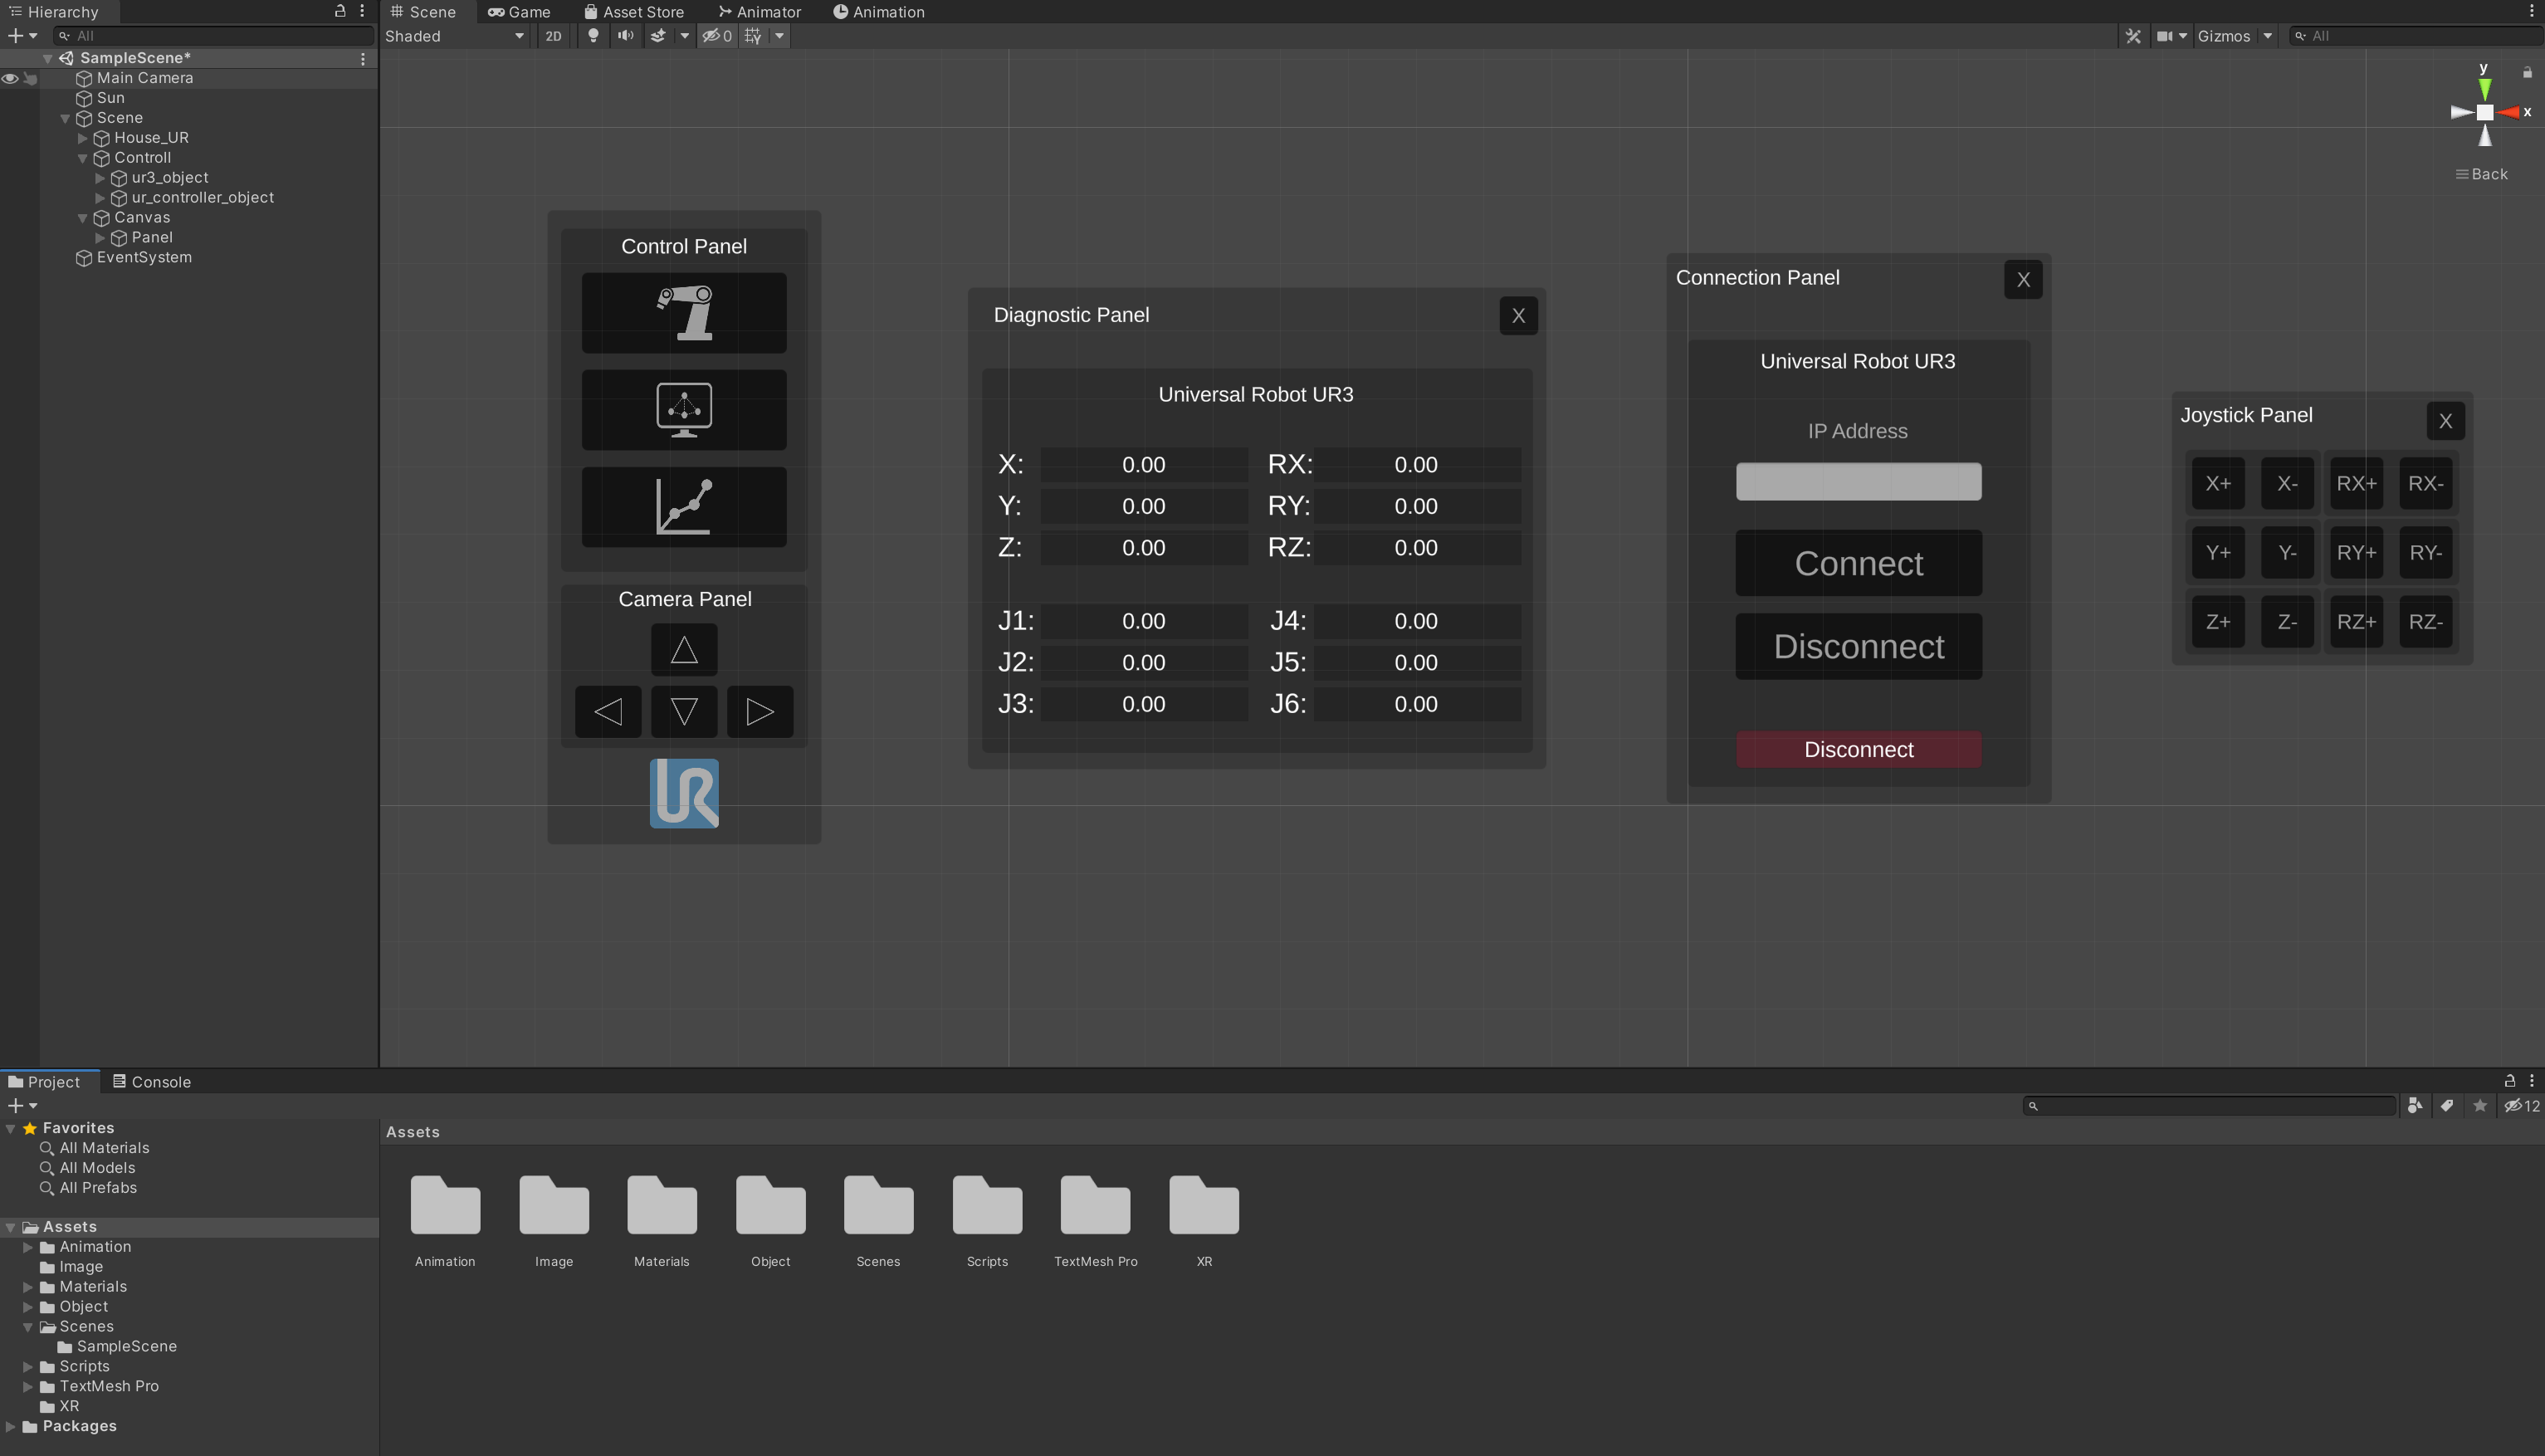 Hierarchy
All
SampleScene*
Main Camera
Sun
Scene
House_UR
Controll
ur3_object
ur_controller_object
Canvas
Panel
EventSystem
Scene Game Asset Store Animator Animation
Shaded 2D 0 Gizmos All
y
x
Back
Control Panel
Camera Panel
UR
Diagnostic Panel X
Universal Robot UR3
X: 0.00 RX: 0.00
Y: 0.00 RY: 0.00
Z: 0.00 RZ: 0.00
J1: 0.00 J4: 0.00
J2: 0.00 J5: 0.00
J3: 0.00 J6: 0.00
Connection Panel X
Universal Robot UR3
IP Address
Connect
Disconnect
Disconnect
Joystick Panel X
X+ X- RX+ RX-
Y+ Y- RY+ RY-
Z+ Z- RZ+ RZ-
Project Console
12
Favorites
All Materials
All Models
All Prefabs
Assets
Animation
Image
Materials
Object
Scenes
SampleScene
Scripts
TextMesh Pro
XR
Packages
Assets
Animation Image Materials Object Scenes Scripts TextMesh Pro XR